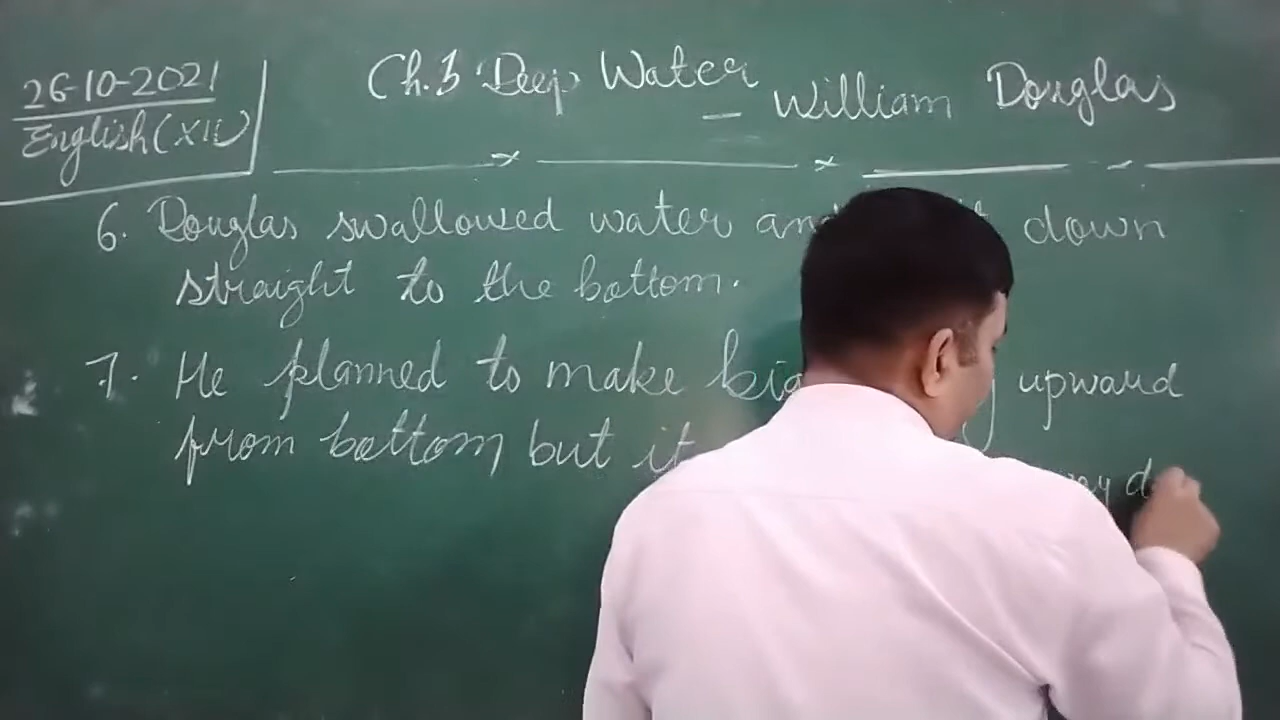 26-10-2021
English (XII)
Ch.3 'Deep Water
– William Douglas
6. Douglas swallowed water and down
straight to the bottom.
7. He planned to make big upward
from bottom but it